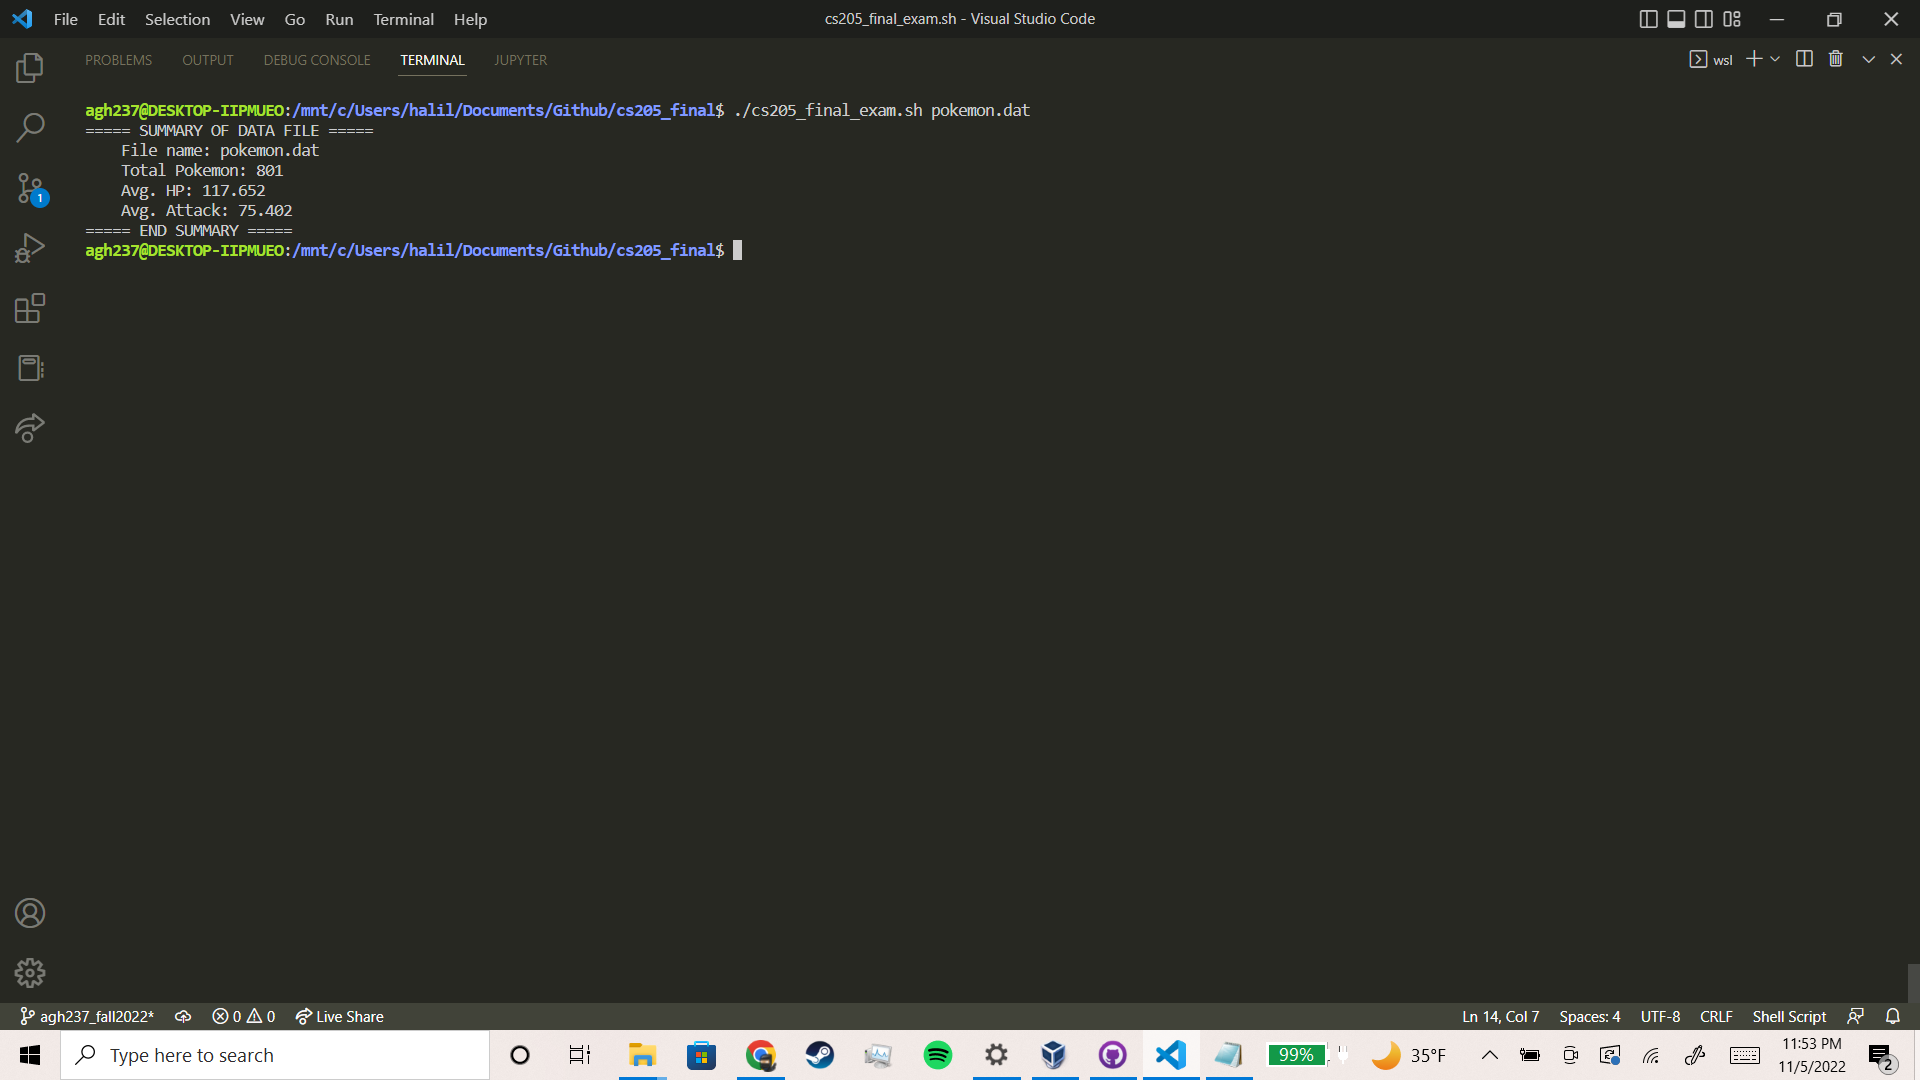 File Edit Selection View Go Run Terminal Help
cs205_final_exam.sh - Visual Studio Code
PROBLEMS OUTPUT DEBUG CONSOLE TERMINAL JUPYTER
wsl
agh237@DESKTOP-IIPMUEO:/mnt/c/Users/halil/Documents/Github/cs205_final$ ./cs205_final_exam.sh pokemon.dat
===== SUMMARY OF DATA FILE =====
File name: pokemon.dat
Total Pokemon: 801
Avg. HP: 117.652
Avg. Attack: 75.402
===== END SUMMARY =====
agh237@DESKTOP-IIPMUEO:/mnt/c/Users/halil/Documents/Github/cs205_final$
1
agh237_fall2022* 0 0 Live Share
Ln 14, Col 7 Spaces: 4 UTF-8 CRLF Shell Script
Type here to search
99%
35°F
11:53 PM
11/5/2022
2